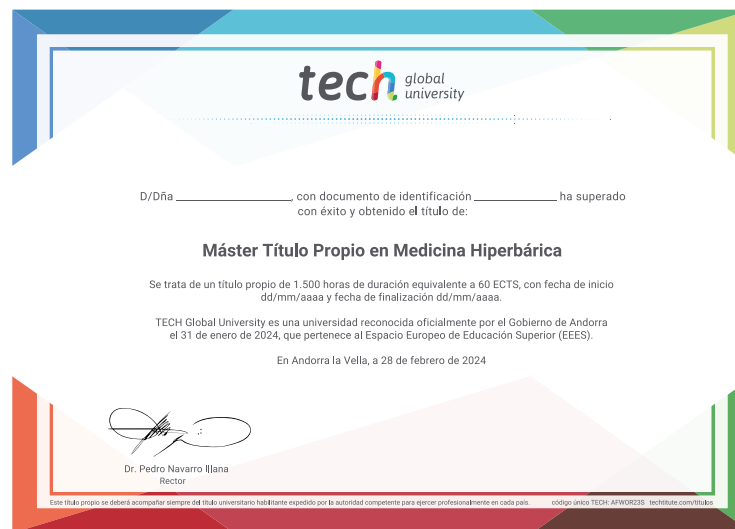 tech global
university
D/Dña ____________, con documento de identificación ____________ ha superado
con éxito y obtenido el título de:
Máster Título Propio en Medicina Hiperbárica
Se trata de un título propio de 1.500 horas de duración equivalente a 60 ECTS, con fecha de inicio
dd/mm/aaaa y fecha de finalización dd/mm/aaaa.
TECH Global University es una universidad reconocida oficialmente por el Gobierno de Andorra
el 31 de enero de 2024, que pertenece al Espacio Europeo de Educación Superior (EEES).
En Andorra la Vella, a 28 de febrero de 2024
Dr. Pedro Navarro Illana
Rector
Este título propio se deberá acompañar siempre del título universitario habilitante expedido por la autoridad competente para ejercer profesionalmente en cada país. código único TECH: AFWOR23S techtitute.com/titulos